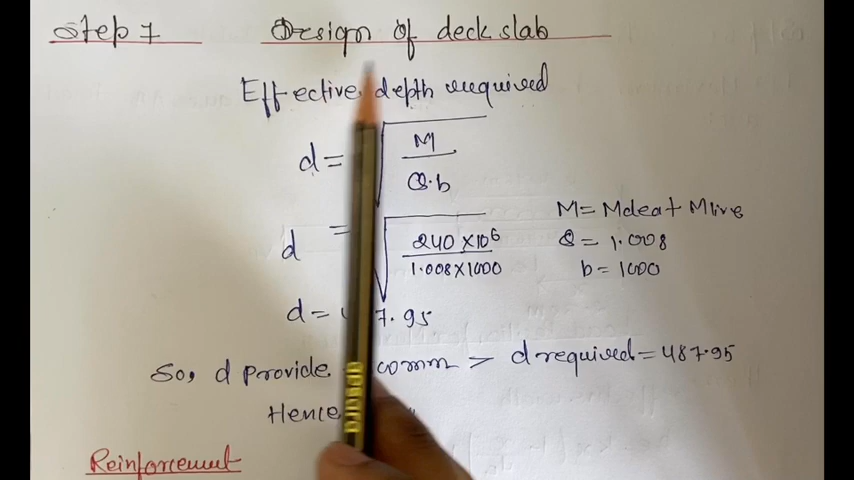 Step 7 Design of deck slab
Effective depth required
d = √ M / Q.b
d = √ 240 x 10⁶ / 1.008 x 1000
M = Mdea + Mlive
Q = 1.008
b = 1000
d = 7.95
So, d provide mm > d required = 487.95
Hence
Reinforcement